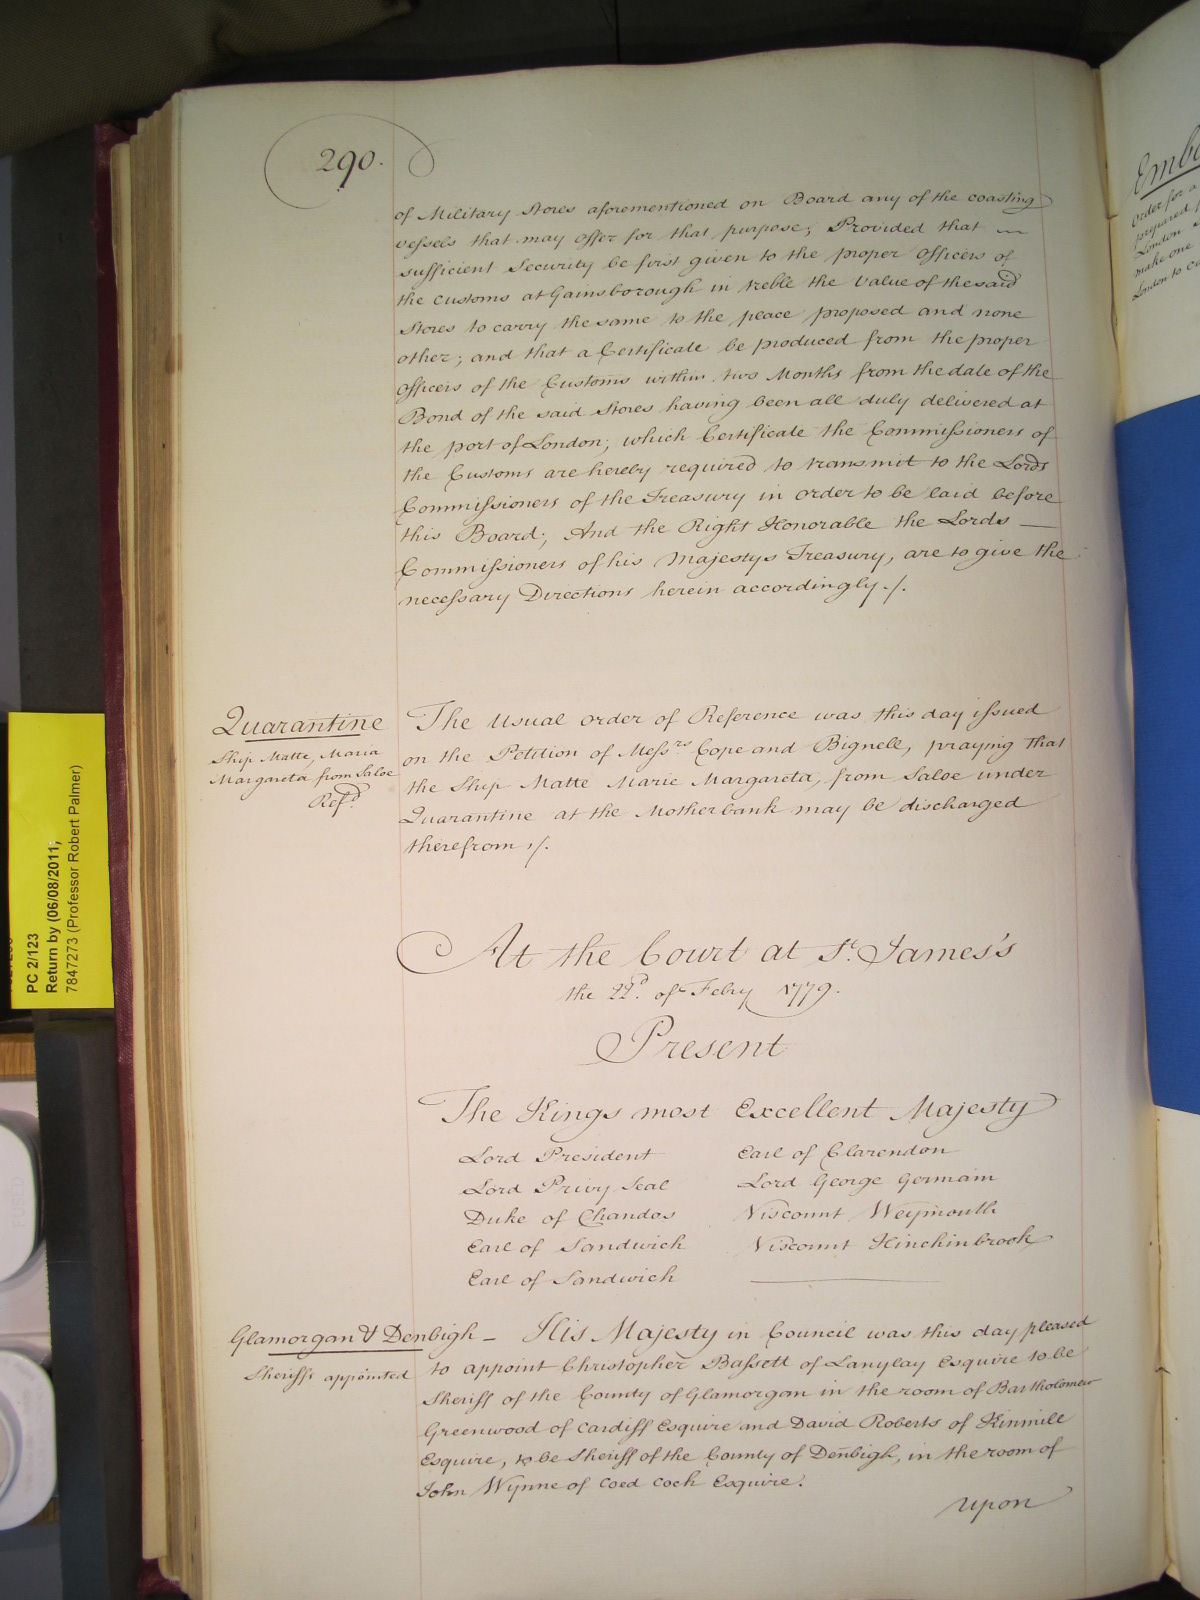 290.
of Military Stores aforementioned on Board any of the coasting
vessels that may offer for that purpose; Provided that
sufficient Security be first given to the proper Officers of
the customs at Gainsborough in treble the Value of the said
Stores to carry the same to the peace proposed and none
other; and that a Certificate be produced from the proper
Officers of the Customs within two Months from the date of the
Bond of the said Stores having been all duly delivered at
the port of London; which Certificate the Commissioners of
the Customs are hereby required to transmit to the Lords
Commissioners of the Treasury in order to be laid before
this Board; And the Right Honorable the Lords —
Commissioners of his Majestys Treasury, are to give the
necessary Directions herein accordingly ./.
Quarantine
Ship Matte, Maria
Margareta from Saloe
Refd.
The Usual order of Reference was this day issued
on the Petition of Messrs. Cope and Bignell, praying that
the Ship Matte Marie Margareta, from Saloe under
Quarantine at the Motherbank may be discharged
therefrom ./.
At the Court at St. James's
the 22d. of Febry 1779.
Present
The Kings most Excellent Majesty
Lord President
Lord Privy Seal
Duke of Chandos
Earl of Sandwich
Earl of Sandwich
Earl of Clarendon
Lord George Germain
Viscount Weymouth
Viscount Hinchinbrook
Glamorgan & Denbigh —
Sheriffs appointed
His Majesty in Council was this day pleased
to appoint Christopher Bassett of Lanylay Esquire to be
Sheriff of the County of Glamorgan in the room of Bartholomew
Greenwood of Cardiff Esquire and David Roberts of Kinmill
Esquire, to be Sheriff of the County of Denbigh, in the room of
John Wynne of Coed Coch Esquire.
upon
Order for a
prepared
London
make one
London to
PC 2/123
Return by (06/08/2011;
7847273 (Professor Robert Palmer)